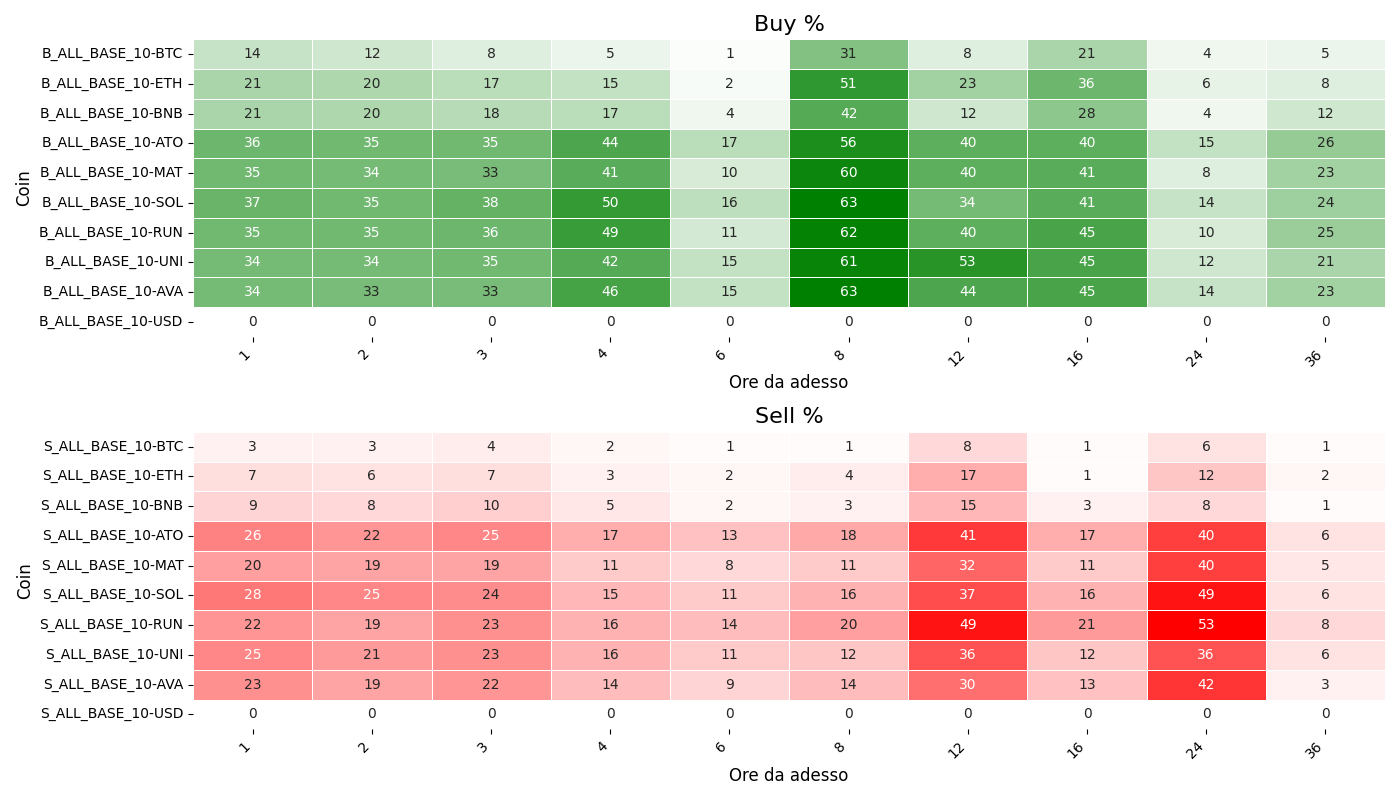 Buy %
Coin
B_ALL_BASE_10-BTC 14 12 8 5 1 31 8 21 4 5
B_ALL_BASE_10-ETH 21 20 17 15 2 51 23 36 6 8
B_ALL_BASE_10-BNB 21 20 18 17 4 42 12 28 4 12
B_ALL_BASE_10-ATO 36 35 35 44 17 56 40 40 15 26
B_ALL_BASE_10-MAT 35 34 33 41 10 60 40 41 8 23
B_ALL_BASE_10-SOL 37 35 38 50 16 63 34 41 14 24
B_ALL_BASE_10-RUN 35 35 36 49 11 62 40 45 10 25
B_ALL_BASE_10-UNI 34 34 35 42 15 61 53 45 12 21
B_ALL_BASE_10-AVA 34 33 33 46 15 63 44 45 14 23
B_ALL_BASE_10-USD 0 0 0 0 0 0 0 0 0 0
1 2 3 4 6 8 12 16 24 36
Ore da adesso
Sell %
Coin
S_ALL_BASE_10-BTC 3 3 4 2 1 1 8 1 6 1
S_ALL_BASE_10-ETH 7 6 7 3 2 4 17 1 12 2
S_ALL_BASE_10-BNB 9 8 10 5 2 3 15 3 8 1
S_ALL_BASE_10-ATO 26 22 25 17 13 18 41 17 40 6
S_ALL_BASE_10-MAT 20 19 19 11 8 11 32 11 40 5
S_ALL_BASE_10-SOL 28 25 24 15 11 16 37 16 49 6
S_ALL_BASE_10-RUN 22 19 23 16 14 20 49 21 53 8
S_ALL_BASE_10-UNI 25 21 23 16 11 12 36 12 36 6
S_ALL_BASE_10-AVA 23 19 22 14 9 14 30 13 42 3
S_ALL_BASE_10-USD 0 0 0 0 0 0 0 0 0 0
1 2 3 4 6 8 12 16 24 36
Ore da adesso